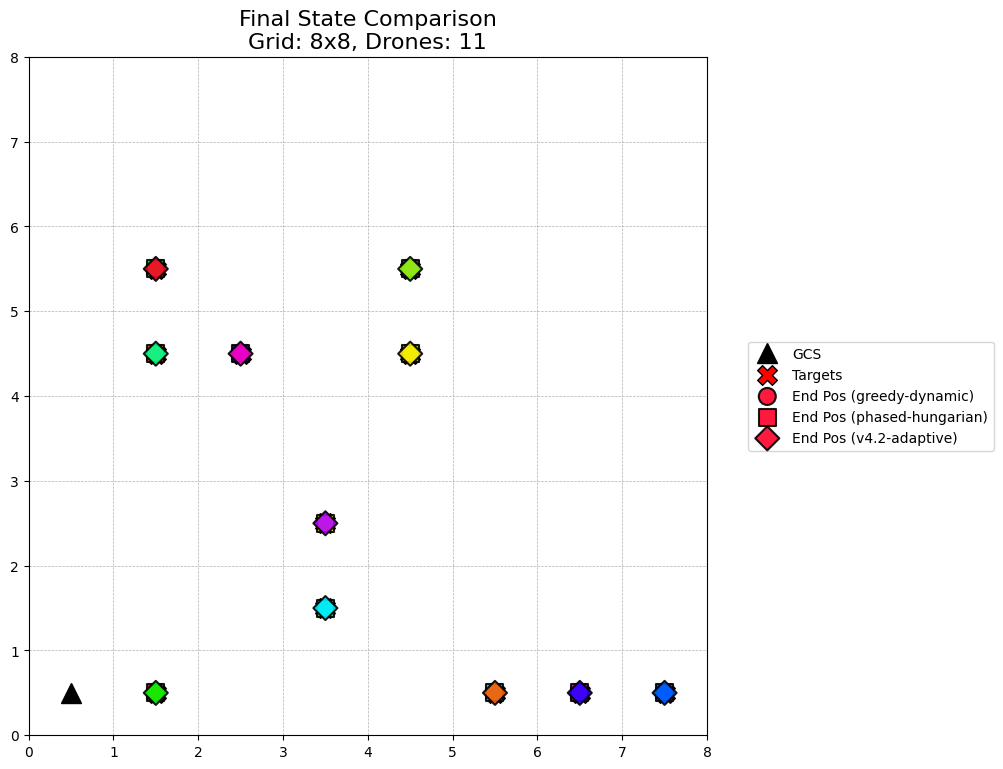 Final State Comparison
Grid: 8x8, Drones: 11
8
7
6
5
4
3
2
1
0
0 1 2 3 4 5 6 7 8
GCS
Targets
End Pos (greedy-dynamic)
End Pos (phased-hungarian)
End Pos (v4.2-adaptive)